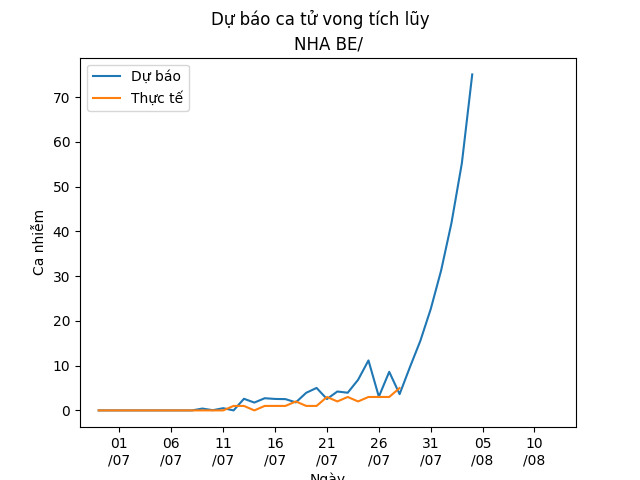 Dự báo ca tử vong tích lũy
NHA BE/
Dự báo
Thực tế
Ca nhiễm
70
60
50
40
30
20
10
0
01 06 11 16 21 26 31 05 10
/07 /07 /07 /07 /07 /07 /07 /08 /08
Ngày